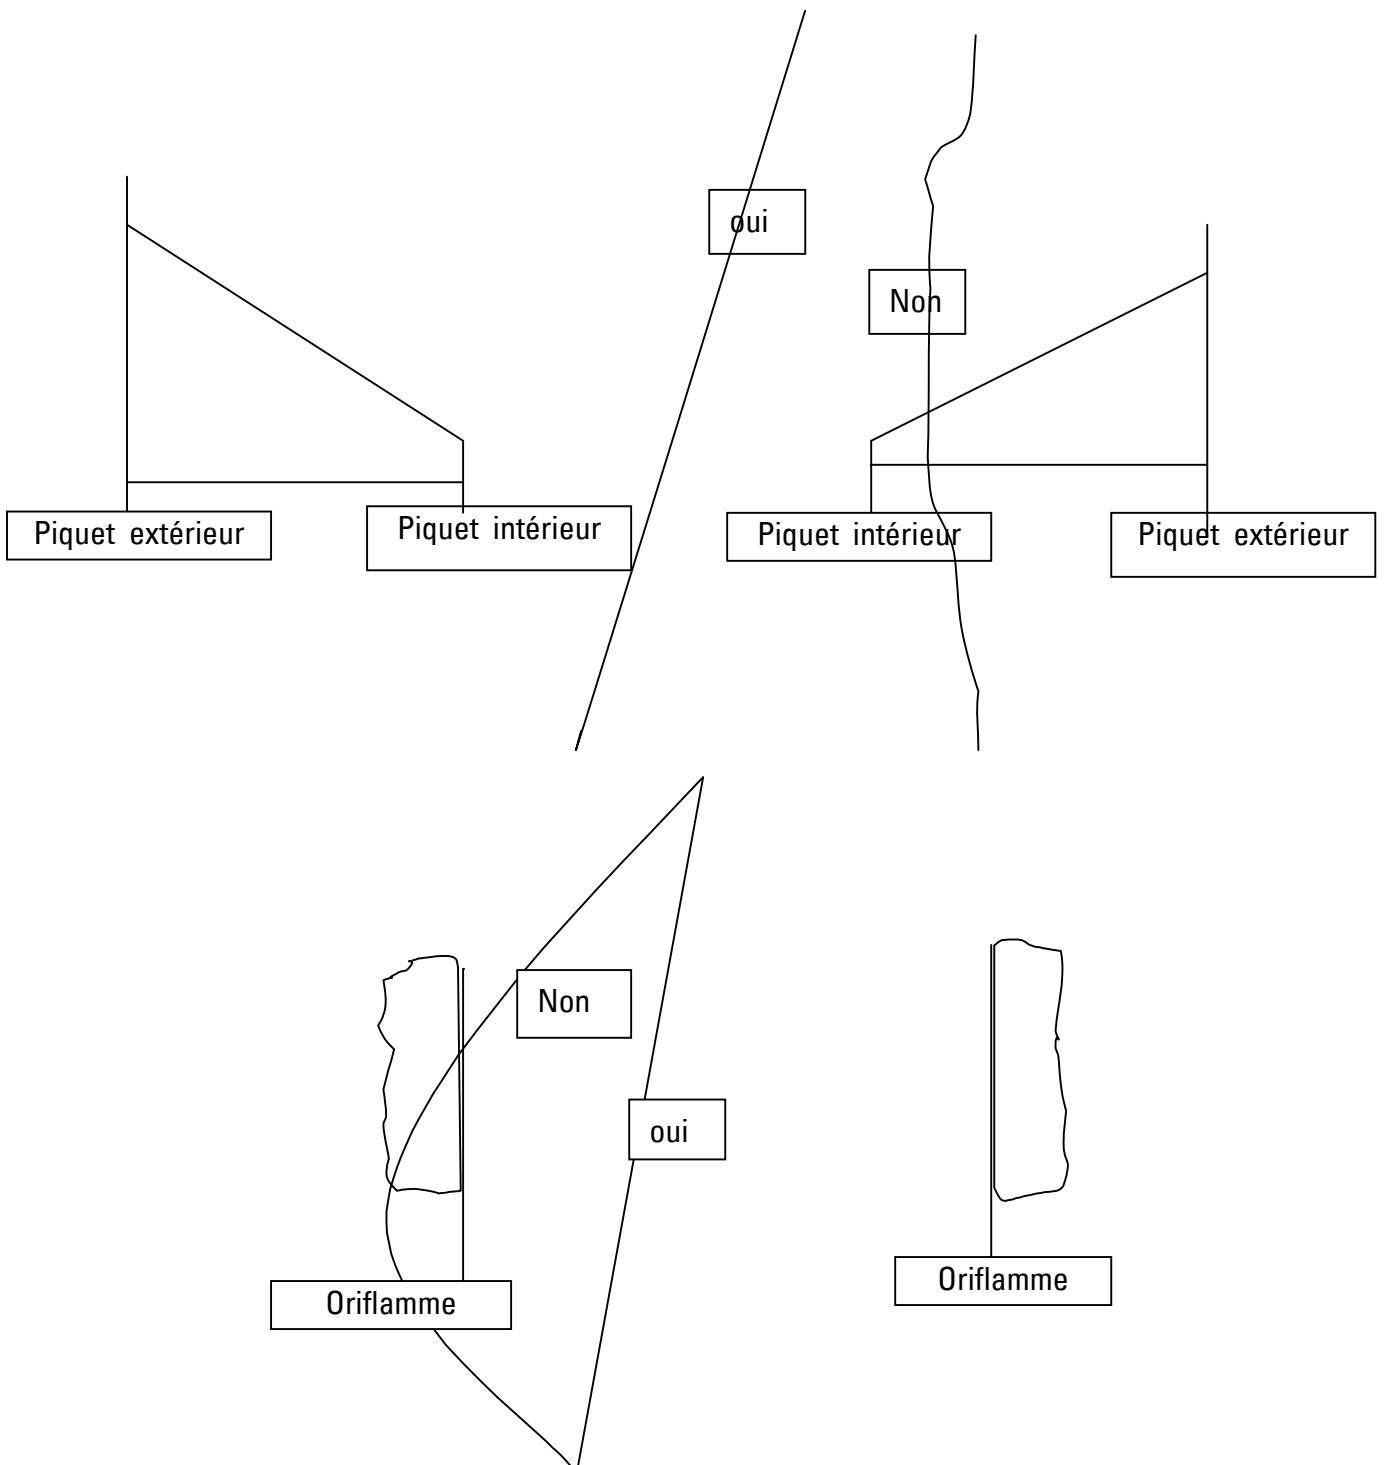 oui
Non
Piquet extérieur
Piquet intérieur
Piquet intérieur
Piquet extérieur
Non
oui
Oriflamme
Oriflamme